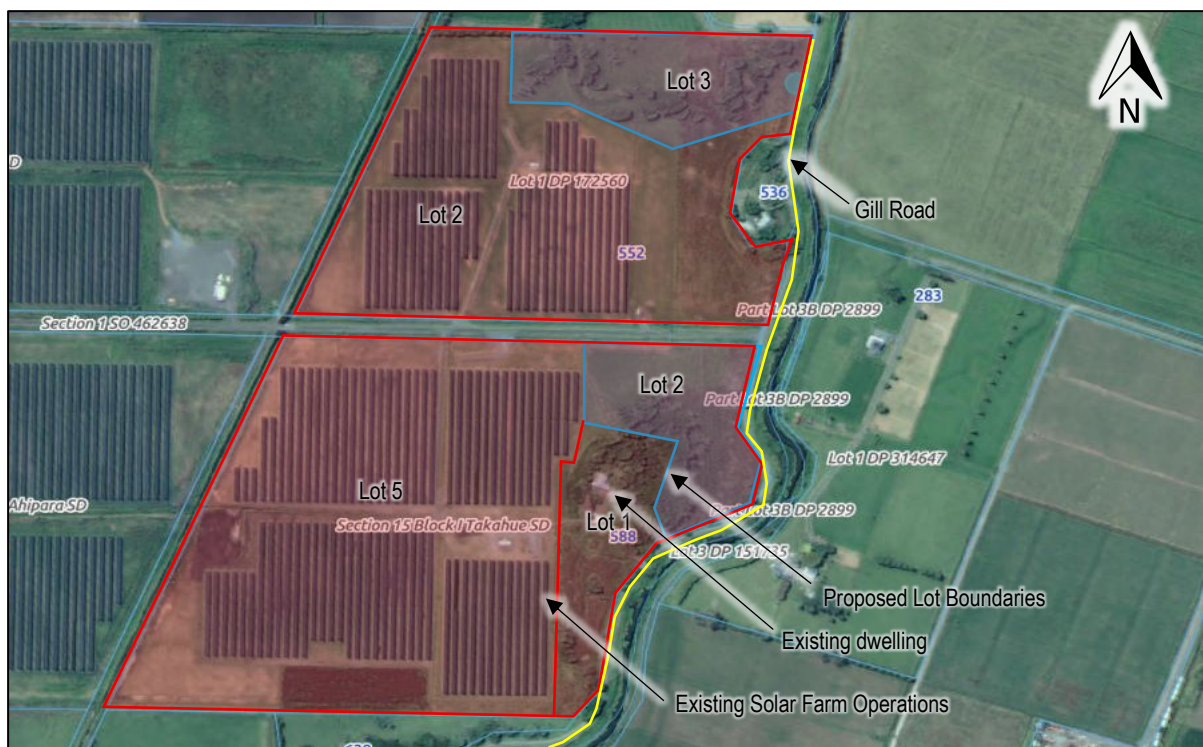 Lot 3
N
D
Lot 1 DP 172560
536
Lot 2
Gill Road
552
283
Section 1 SO 462638
Part Lot 3B DP 2899
Lot 2
Part Lot 3B DP 2899
Lot 1 DP 314647
Lot 5
Ahipara SD
Lot 3B DP 2899
Section 15 Block I Takahue SD
Lot 1
588
Lot 3 DP 151735
Proposed Lot Boundaries
Existing dwelling
Existing Solar Farm Operations